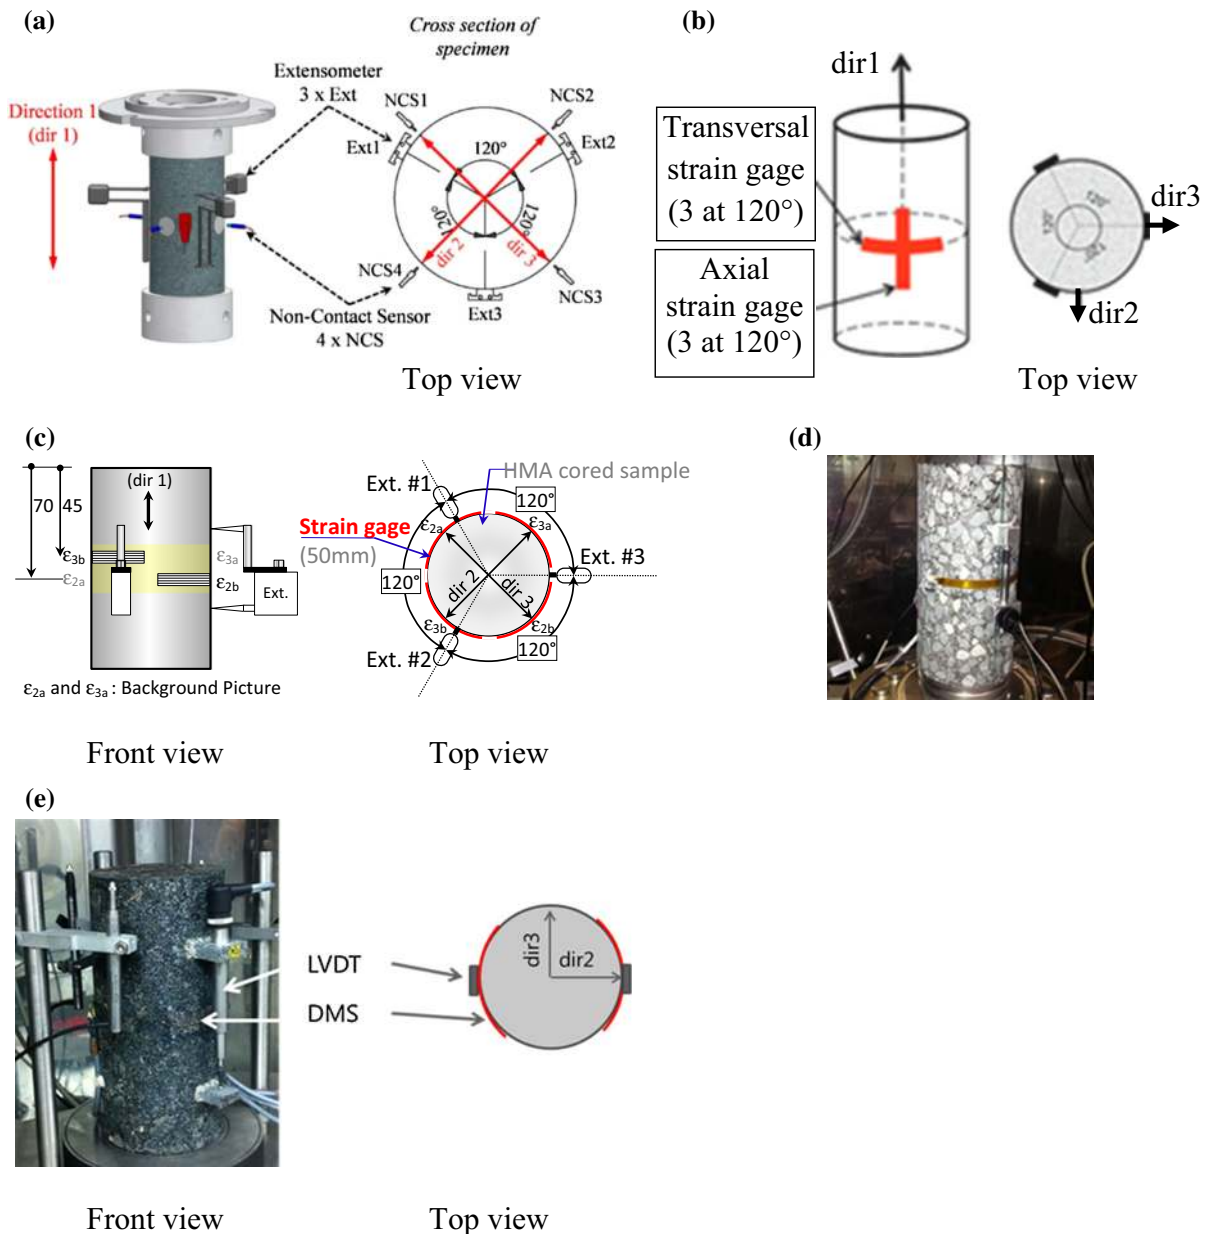 (a)
Cross section of
specimen
Extensometer
3 x Ext
Direction 1
(dir 1)
NCS1
NCS2
Ext1
120°
Ext2
120°
120°
dir 2
dir 3
NCS4
NCS3
Ext3
Non-Contact Sensor
4 x NCS
Top view
(b)
dir1
Transversal
strain gage
(3 at 120°)
Axial
strain gage
(3 at 120°)
120°
120°
120°
dir3
dir2
Top view
(c)
(dir 1)
70
45
ε3b
ε3a
ε2a
ε2b
Ext.
ε2a and ε3a : Background Picture
Front view
HMA cored sample
Ext. #1
120°
ε2a
ε3a
Strain gage
(50mm)
Ext. #3
120°
dir 2
dir 3
ε3b
ε2b
Ext. #2
120°
Top view
(d)
(e)
LVDT
DMS
dir3
dir2
Front view
Top view